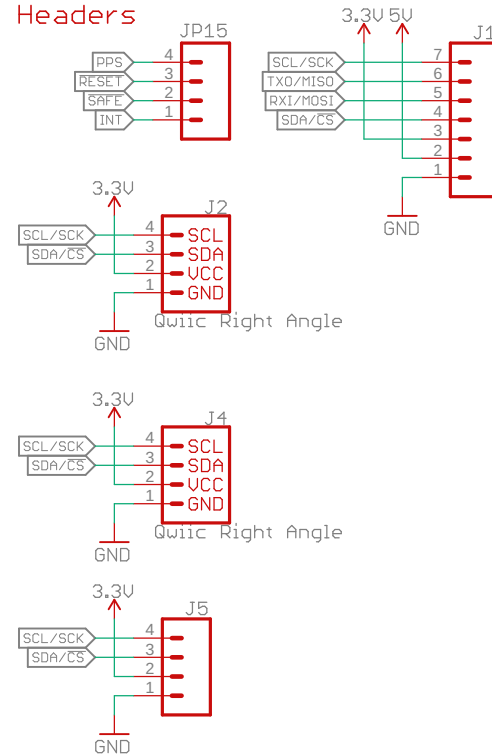 Headers
JP15
PPS 4
RESET 3
SAFE 2
INT 1
3.3V 5V
J1
SCL/SCK 7
TXO/MISO 6
RXI/MOSI 5
SDA/CS 4
3
2
1
GND
3.3V
J2
SCL/SCK 4 SCL
SDA/CS 3 SDA
2 VCC
1 GND
Qwiic Right Angle
GND
3.3V
J4
SCL/SCK 4 SCL
SDA/CS 3 SDA
2 VCC
1 GND
Qwiic Right Angle
GND
3.3V
J5
SCL/SCK 4
SDA/CS 3
2
1
GND